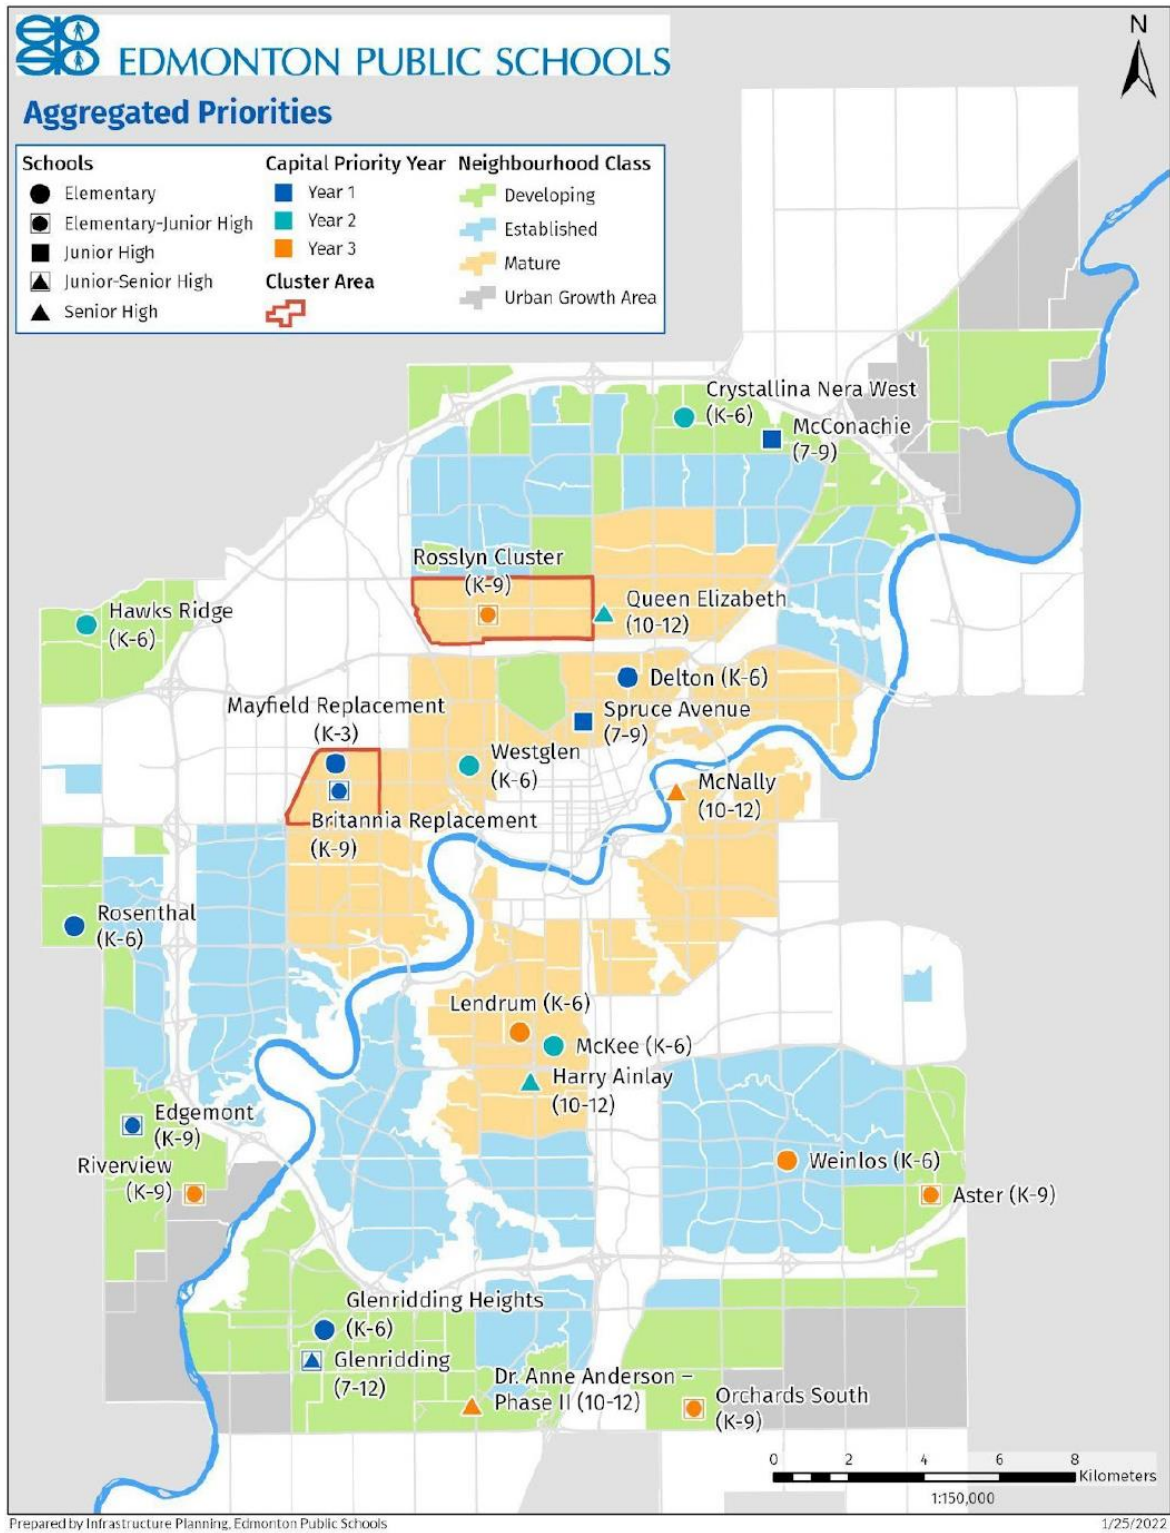 N
EDMONTON PUBLIC SCHOOLS
Aggregated Priorities
Schools
Elementary
Elementary-Junior High
Junior High
Junior-Senior High
Senior High
Capital Priority Year
Year 1
Year 2
Year 3
Cluster Area
Neighbourhood Class
Developing
Established
Mature
Urban Growth Area
Crystallina Nera West
(K-6)
McConachie
(7-9)
Rosslyn Cluster
(K-9)
Queen Elizabeth
(10-12)
Hawks Ridge
(K-6)
Delton (K-6)
Mayfield Replacement
(K-3)
Spruce Avenue
(7-9)
Westglen
(K-6)
McNally
(10-12)
Britannia Replacement
(K-9)
Rosenthal
(K-6)
Lendrum (K-6)
McKee (K-6)
Harry Ainlay
(10-12)
Edgemont
(K-9)
Riverview
(K-9)
Weinlos (K-6)
Aster (K-9)
Glenridding Heights
(K-6)
Glenridding
(7-12)
Dr. Anne Anderson –
Phase II (10-12)
Orchards South
(K-9)
0 2 4 6 8
Kilometers
1:150,000
Prepared by Infrastructure Planning, Edmonton Public Schools
1/25/2022